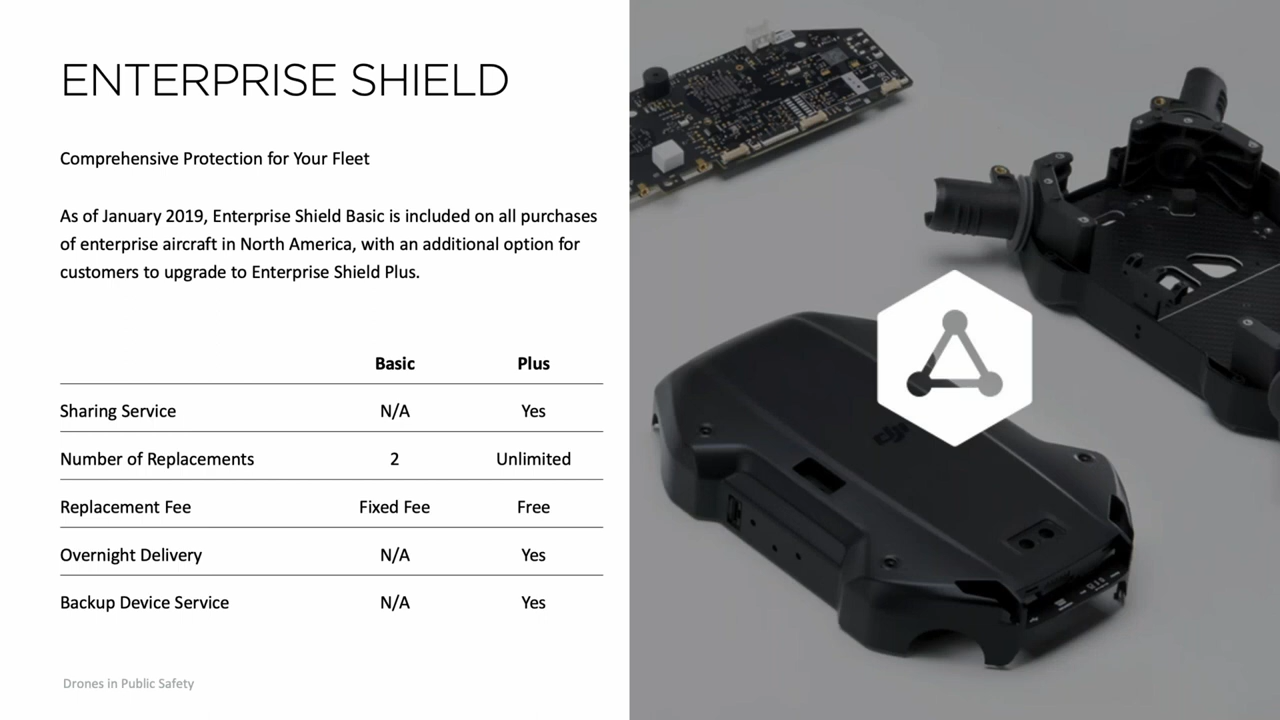 ENTERPRISE SHIELD
Comprehensive Protection for Your Fleet
As of January 2019, Enterprise Shield Basic is included on all purchases
of enterprise aircraft in North America, with an additional option for
customers to upgrade to Enterprise Shield Plus.
Basic Plus
Sharing Service N/A Yes
Number of Replacements 2 Unlimited
Replacement Fee Fixed Fee Free
Overnight Delivery N/A Yes
Backup Device Service N/A Yes
Drones in Public Safety
dji